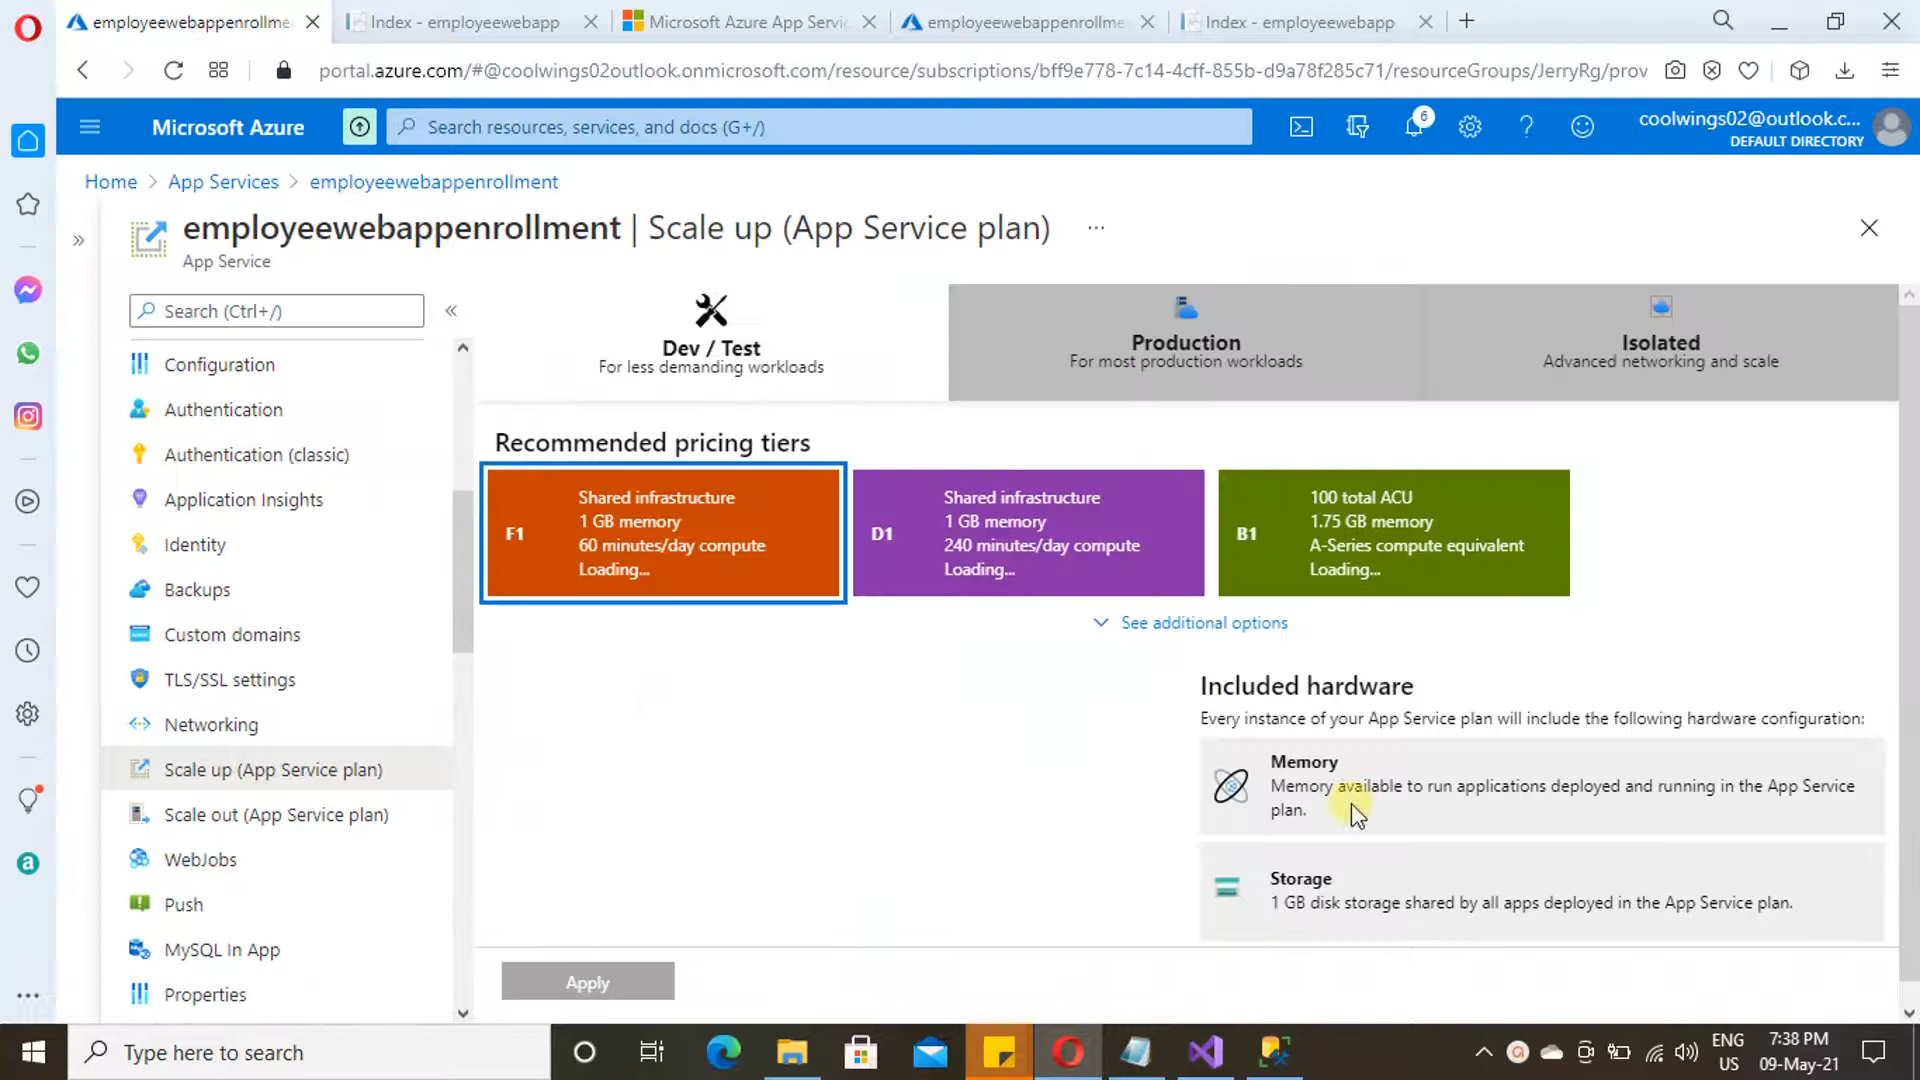 employeewebappenrollme
Index - employeewebapp
Microsoft Azure App Servic
employeewebappenrollme
Index - employeewebapp
portal.azure.com/#@coolwings02outlook.onmicrosoft.com/resource/subscriptions/bff9e778-7c14-4cff-855b-d9a78f285c71/resourceGroups/JerryRg/prov
Microsoft Azure
Search resources, services, and docs (G+/)
6
coolwings02@outlook.c...
DEFAULT DIRECTORY
Home > App Services > employeewebappenrollment
employeewebappenrollment | Scale up (App Service plan) ...
App Service
Search (Ctrl+/)
Configuration
Authentication
Authentication (classic)
Application Insights
Identity
Backups
Custom domains
TLS/SSL settings
Networking
Scale up (App Service plan)
Scale out (App Service plan)
WebJobs
Push
MySQL In App
Properties
Dev / Test
For less demanding workloads
Production
For most production workloads
Isolated
Advanced networking and scale
Recommended pricing tiers
F1
Shared infrastructure
1 GB memory
60 minutes/day compute
Loading...
D1
Shared infrastructure
1 GB memory
240 minutes/day compute
Loading...
B1
100 total ACU
1.75 GB memory
A-Series compute equivalent
Loading...
See additional options
Included hardware
Every instance of your App Service plan will include the following hardware configuration:
Memory
Memory available to run applications deployed and running in the App Service
plan.
Storage
1 GB disk storage shared by all apps deployed in the App Service plan.
Apply
Type here to search
ENG
US
7:38 PM
09-May-21